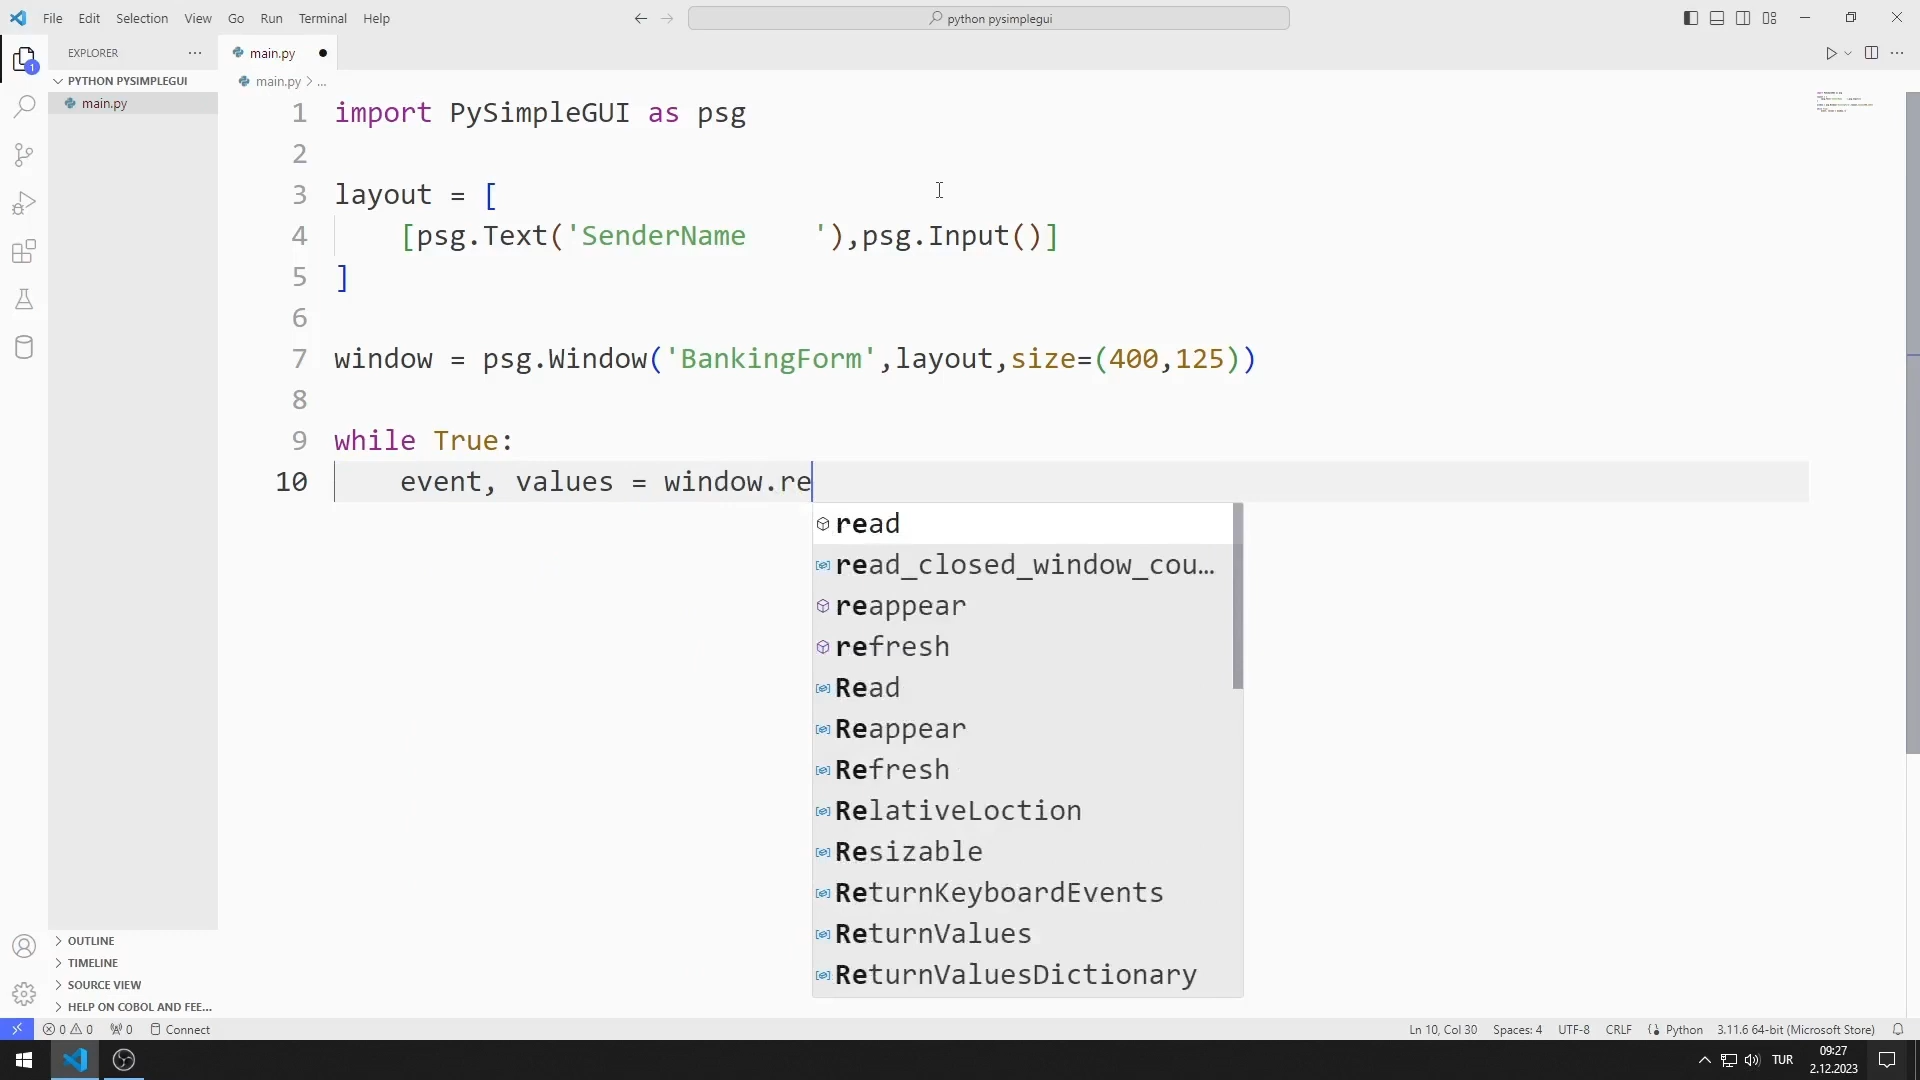 File Edit Selection View Go Run Terminal Help
python pysimplegui
EXPLORER
main.py
PYTHON PYSIMPLEGUI
main.py
main.py > ...
1 import PySimpleGUI as psg
2
3 layout = [
4 [psg.Text('SenderName    '),psg.Input()]
5 ]
6
7 window = psg.Window('BankingForm',layout,size=(400,125))
8
9 while True:
10 event, values = window.re
read
read_closed_window_cou...
reappear
refresh
Read
Reappear
Refresh
RelativeLoction
Resizable
ReturnKeyboardEvents
ReturnValues
ReturnValuesDictionary
1
OUTLINE
TIMELINE
SOURCE VIEW
HELP ON COBOL AND FEE...
0 0 0 Connect
Ln 10, Col 30 Spaces: 4 UTF-8 CRLF Python 3.11.6 64-bit (Microsoft Store)
TUR 09:27
2.12.2023